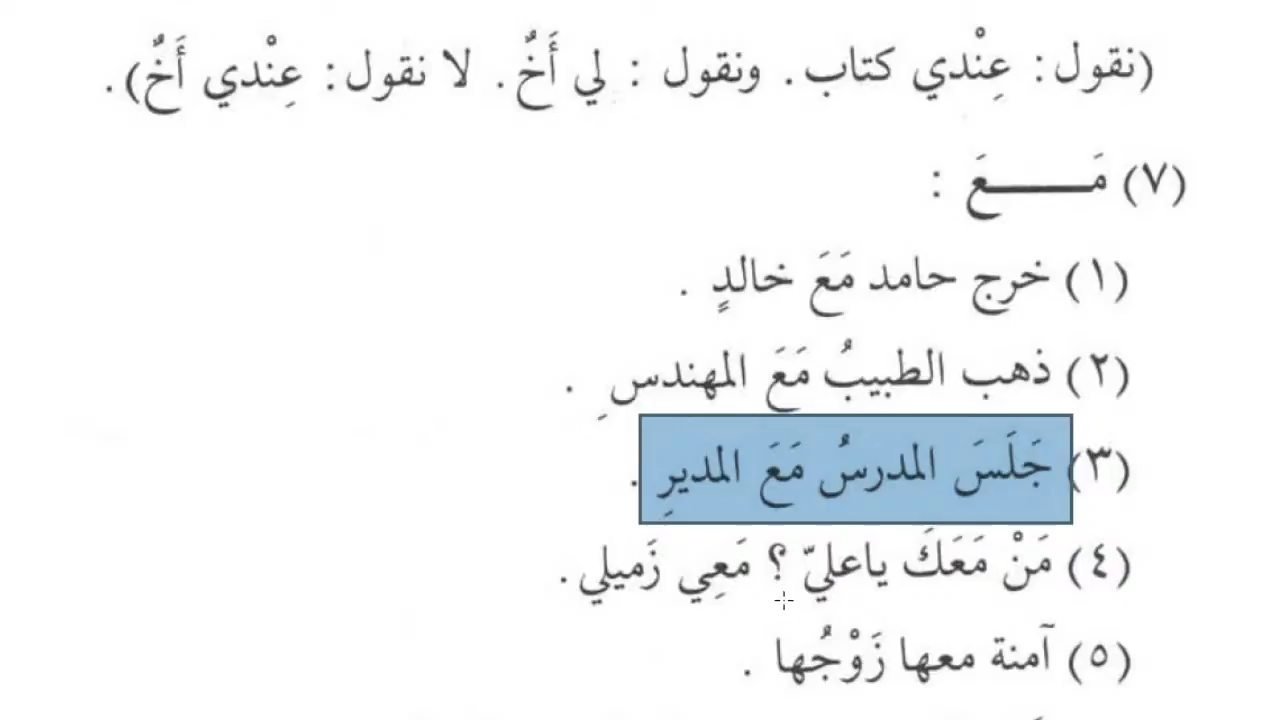 (نقول: عِنْدي كتاب. ونقول : لي أَخٌ. لا نقول: عِنْدي أَخٌ).
(٧) مَـــــعَ :
(١) خرج حامد مَعَ خالدٍ .
(٢) ذهب الطبيبُ مَعَ المهندسِ .
(٣) جَلَسَ المدرسُ مَعَ المديرِ .
(٤) مَنْ مَعَكَ ياعليّ ؟ مَعِي زَميلي.
(٥) آمنة معها زَوْجُها .